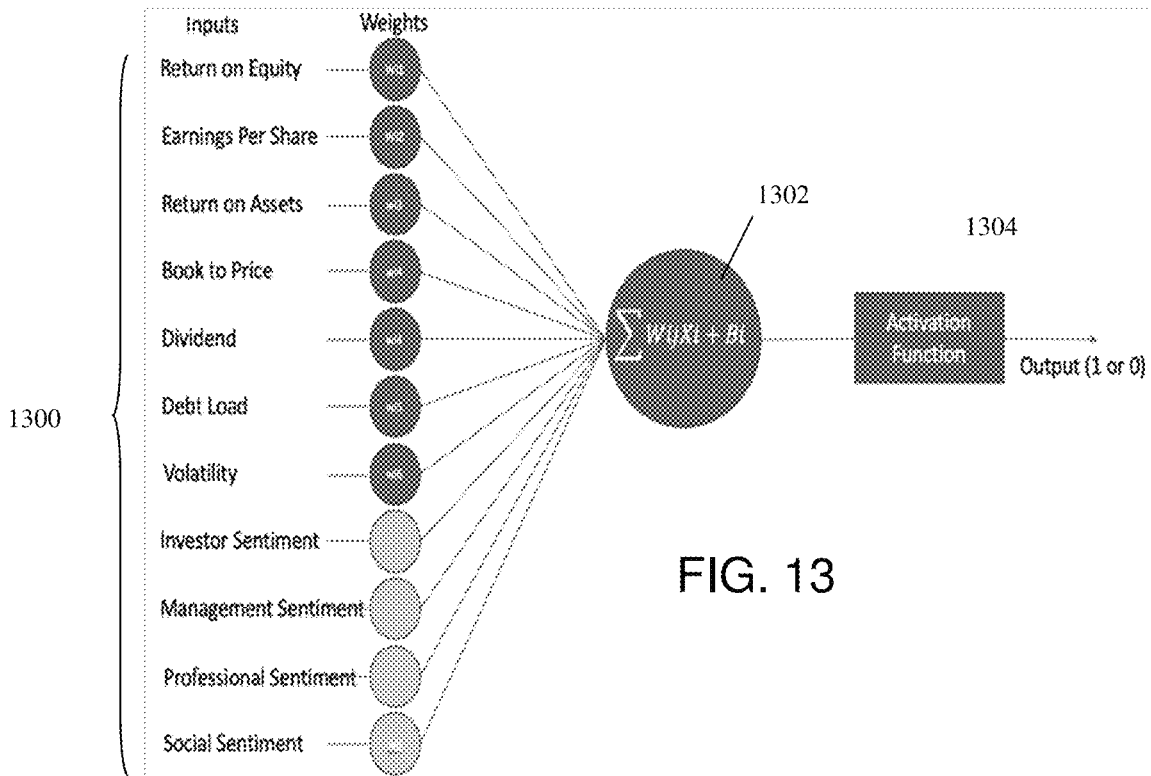 Inputs Weights
Return on Equity
Earnings Per Share
Return on Assets
Book to Price
Dividend
Debt Load
Volatility
Investor Sentiment
Management Sentiment
Professional Sentiment
Social Sentiment
1300
1302
∑ WijXi + Bi
1304
Activation
Function
Output (1 or 0)
FIG. 13